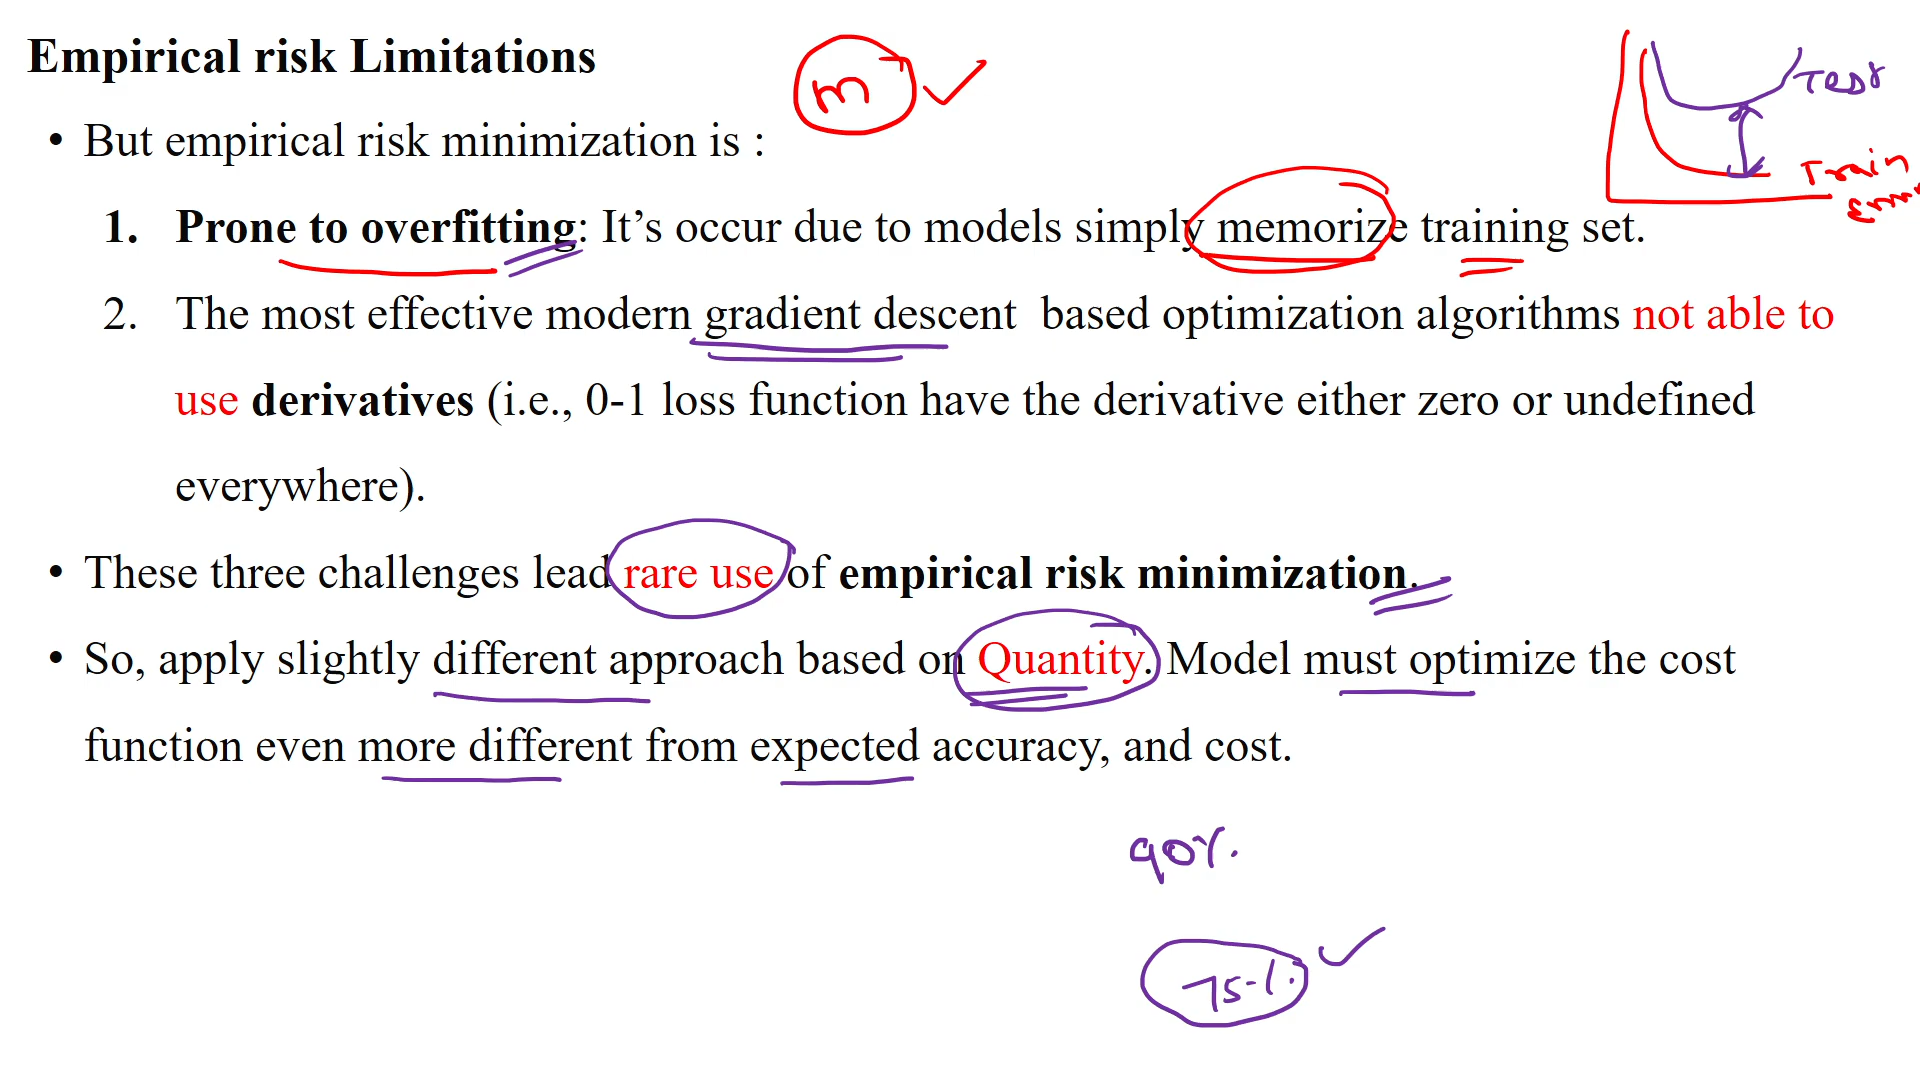 Empirical risk Limitations
m
Test
Train
Error
• But empirical risk minimization is :
1. Prone to overfitting: It’s occur due to models simply memorize training set.
2. The most effective modern gradient descent based optimization algorithms not able to
use derivatives (i.e., 0-1 loss function have the derivative either zero or undefined
everywhere).
• These three challenges lead rare use of empirical risk minimization.
• So, apply slightly different approach based on Quantity. Model must optimize the cost
function even more different from expected accuracy, and cost.
90%.
75%.